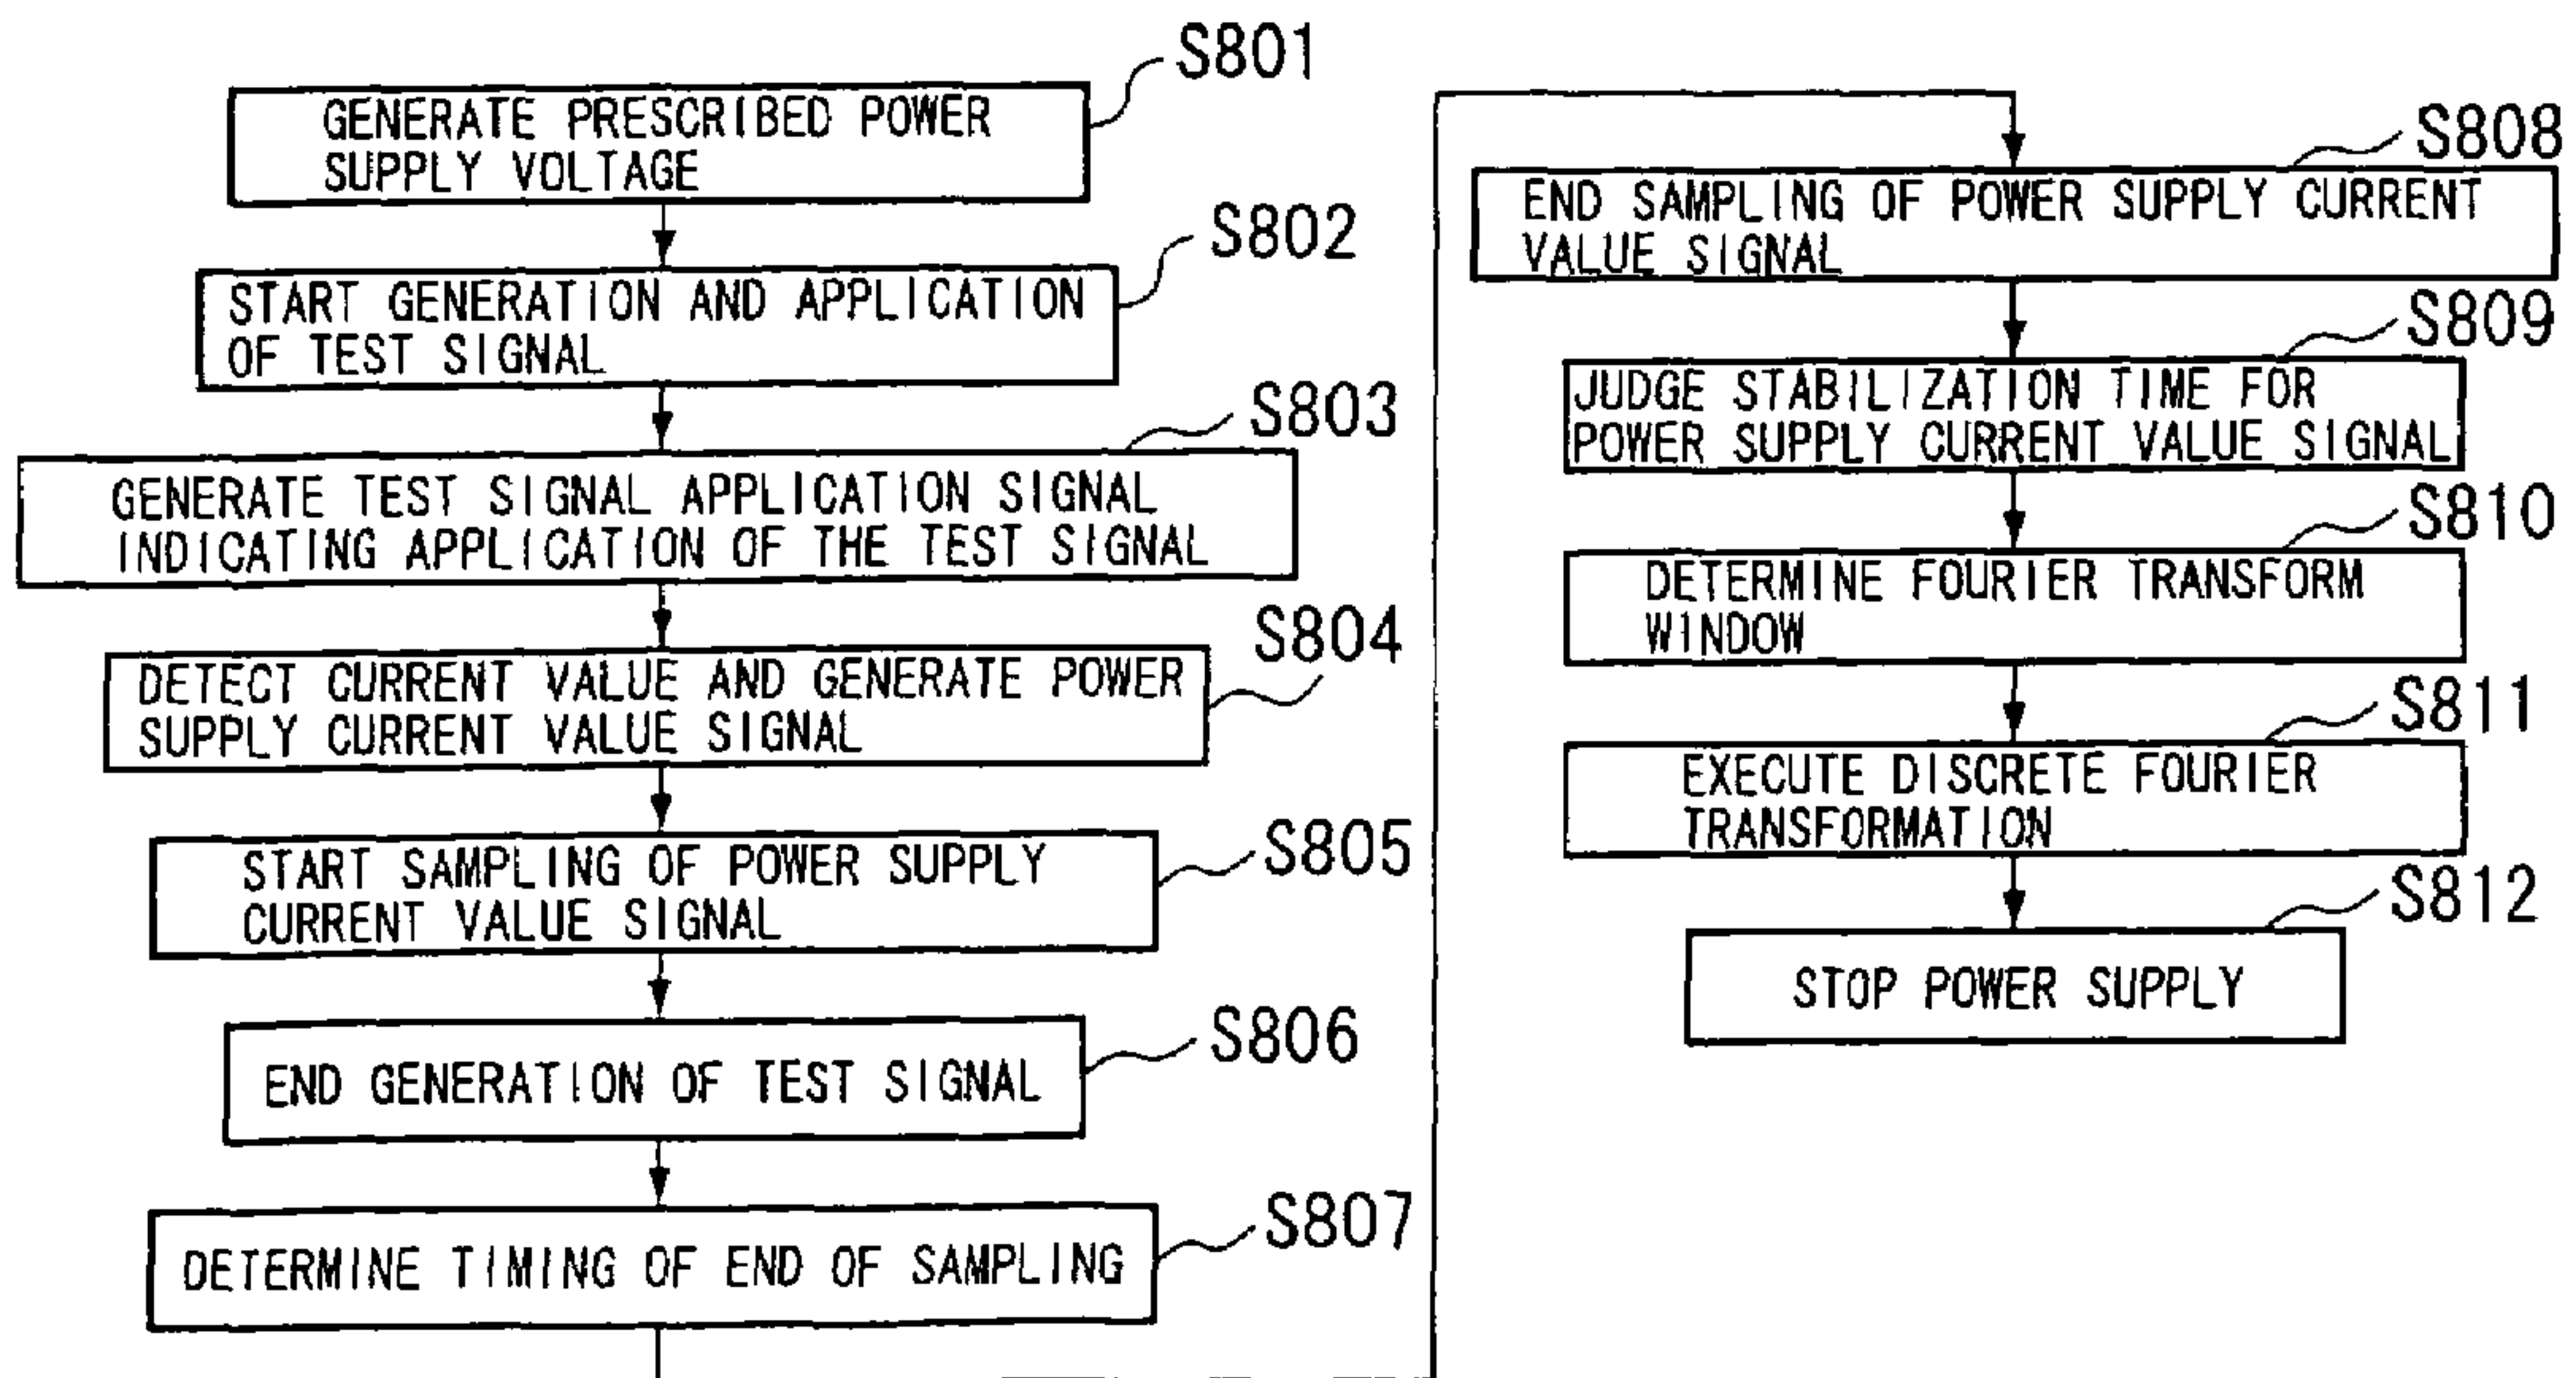 S801
GENERATE PRESCRIBED POWER
SUPPLY VOLTAGE
S802
START GENERATION AND APPLICATION
OF TEST SIGNAL
S803
GENERATE TEST SIGNAL APPLICATION SIGNAL
INDICATING APPLICATION OF THE TEST SIGNAL
S804
DETECT CURRENT VALUE AND GENERATE POWER
SUPPLY CURRENT VALUE SIGNAL
S805
START SAMPLING OF POWER SUPPLY
CURRENT VALUE SIGNAL
S806
END GENERATION OF TEST SIGNAL
S807
DETERMINE TIMING OF END OF SAMPLING
S808
END SAMPLING OF POWER SUPPLY CURRENT
VALUE SIGNAL
S809
JUDGE STABILIZATION TIME FOR
POWER SUPPLY CURRENT VALUE SIGNAL
S810
DETERMINE FOURIER TRANSFORM
WINDOW
S811
EXECUTE DISCRETE FOURIER
TRANSFORMATION
S812
STOP POWER SUPPLY